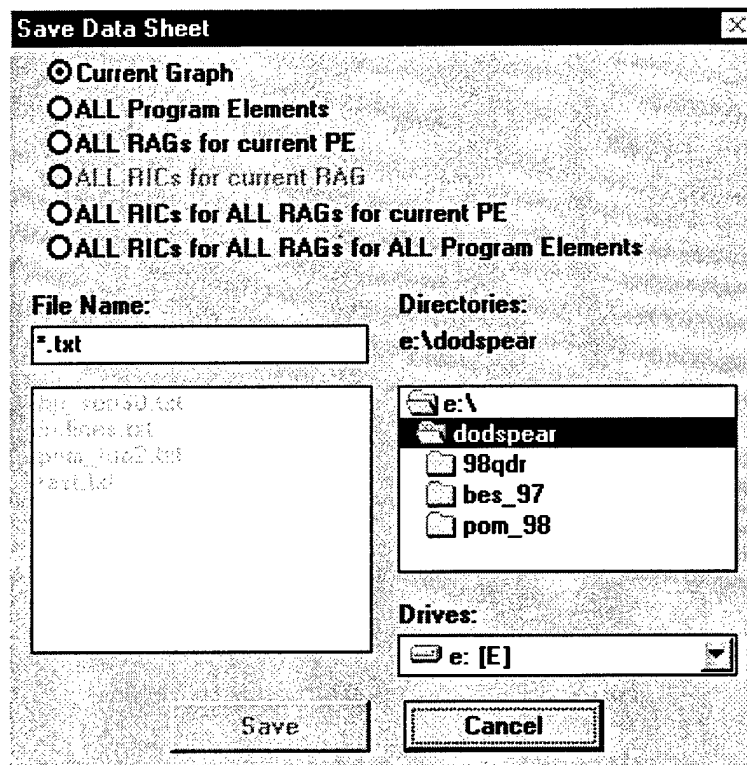 Save Data Sheet
Current Graph
ALL Program Elements
ALL RAGs for current PE
ALL RICs for current RAG
ALL RICs for ALL RAGs for current PE
ALL RICs for ALL RAGs for ALL Program Elements
File Name:
*.txt
Directories:
e:\dodspear
e:\
dodspear
98qdr
bes_97
pom_98
Drives:
e: [E]
Save
Cancel